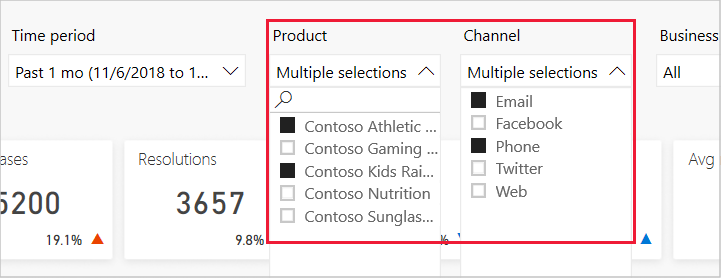 Time period
Product
Channel
Business
Past 1 mo (11/6/2018 to 1...
Multiple selections
Multiple selections
All
Contoso Athletic ...
Contoso Gaming ...
Contoso Kids Rai...
Contoso Nutrition
Contoso Sunglas...
Email
Facebook
Phone
Twitter
Web
ases
Resolutions
Avg
5200
3657
19.1%
9.8%
%